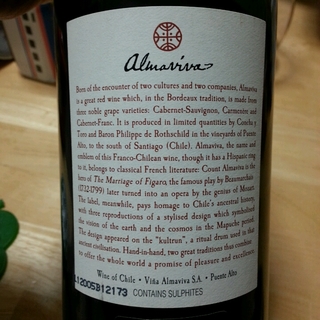 Almaviva
Born of the encounter of two cultures and two companies, Almaviva
is a great red wine which, in the Bordeaux tradition, is made from
three noble grape varieties: Cabernet-Sauvignon, Carmenère and
Cabernet-Franc. It is produced in limited quantities by Concha y
Toro and Baron Philippe de Rothschild in the vineyards of Puente
Alto, to the south of Santiago (Chile). Almaviva, the name and
emblem of this Franco-Chilean wine, though it has a Hispanic ring
to it, belongs to classical French literature: Count Almaviva is the
hero of The Marriage of Figaro, the famous play by Beaumarchais
(1732-1799) later turned into an opera by the genius of Mozart.
The label, meanwhile, pays homage to Chile's ancestral history,
with three reproductions of a stylised design which symbolised
the vision of the earth and the cosmos in the Mapuche period.
The design appeared on the "kultrun", a ritual drum used in that
ancient civilisation. Hand-in-hand, two great traditions thus combine
to offer the whole world a promise of pleasure and excellence.
Wine of Chile • Viña Almaviva S.A. • Puente Alto
L12005B12173 CONTAINS SULPHITES